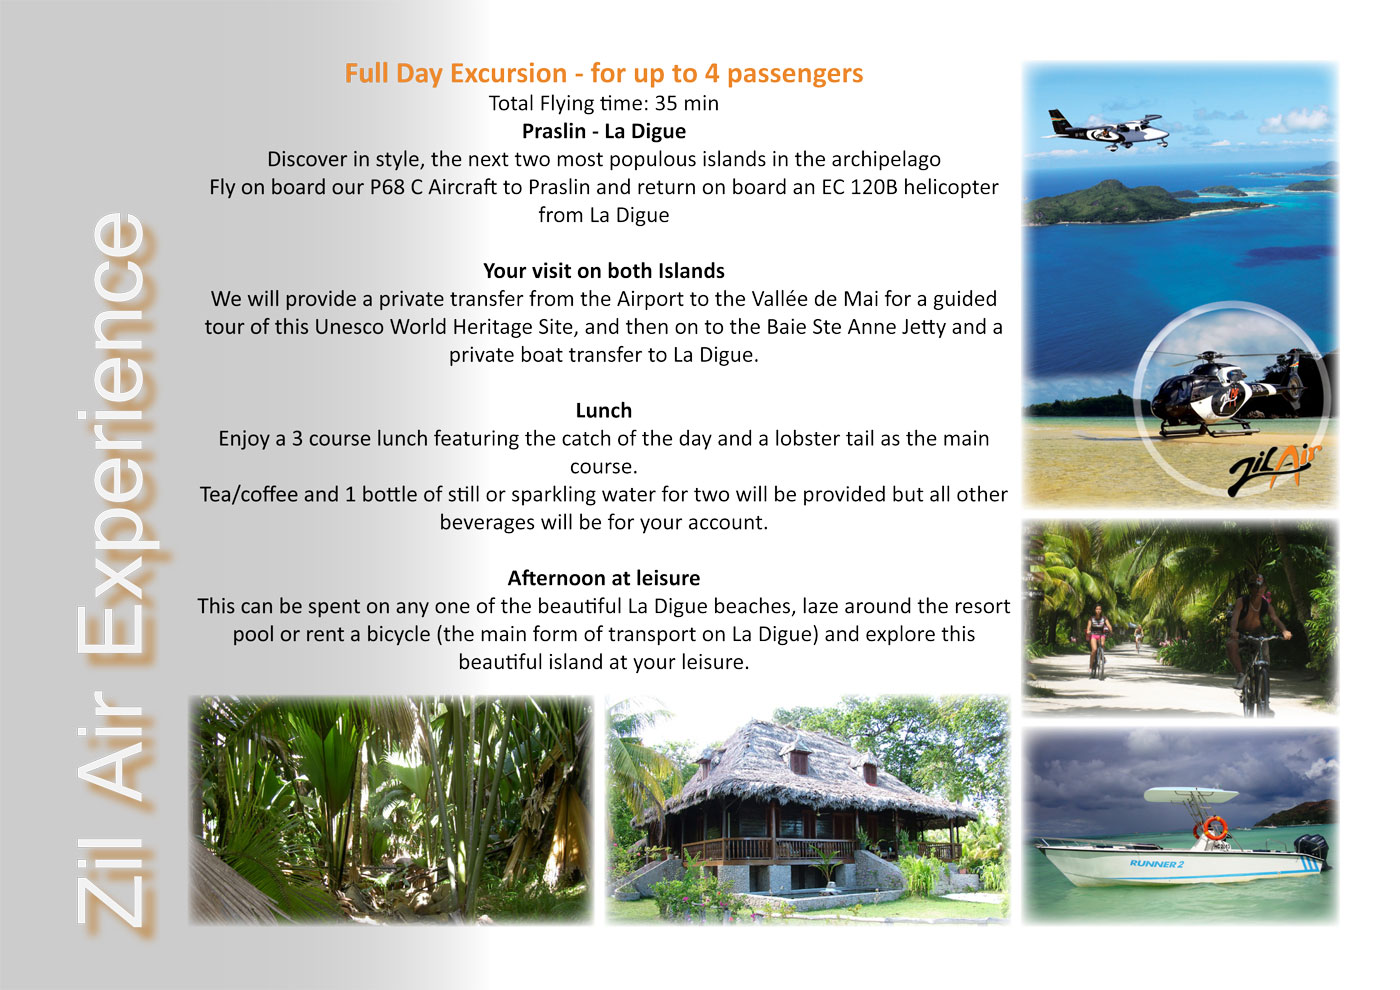 Full Day Excursion - for up to 4 passengers
Total Flying time: 35 min
Praslin - La Digue
Discover in style, the next two most populous islands in the archipelago
Fly on board our P68 C Aircraft to Praslin and return on board an EC 120B helicopter
from La Digue
Your visit on both Islands
We will provide a private transfer from the Airport to the Vallée de Mai for a guided
tour of this Unesco World Heritage Site, and then on to the Baie Ste Anne Jetty and a
private boat transfer to La Digue.
Lunch
Enjoy a 3 course lunch featuring the catch of the day and a lobster tail as the main
course.
Tea/coffee and 1 bottle of still or sparkling water for two will be provided but all other
beverages will be for your account.
Afternoon at leisure
This can be spent on any one of the beautiful La Digue beaches, laze around the resort
pool or rent a bicycle (the main form of transport on La Digue) and explore this
beautiful island at your leisure.
Zil Air Experience
Zil Air
RUNNER 2